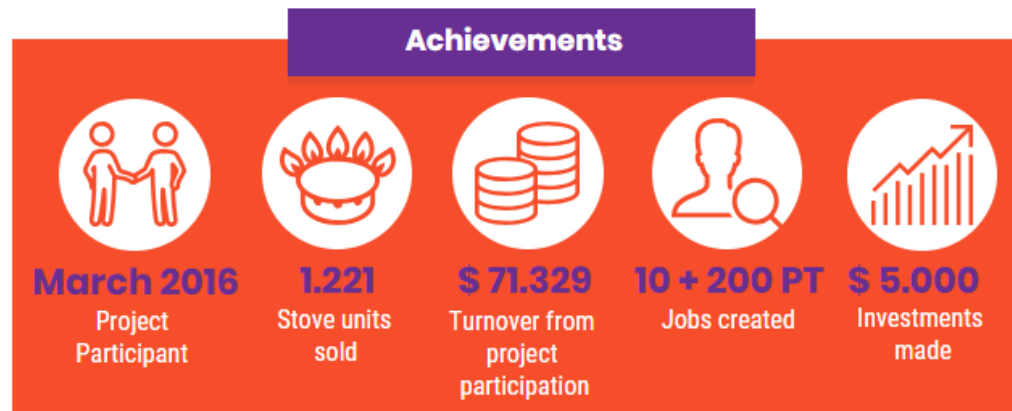 Achievements
March 2016
Project
Participant
1.221
Stove units
sold
$ 71.329
Turnover from
project
participation
10 + 200 PT
Jobs created
$ 5.000
Investments
made